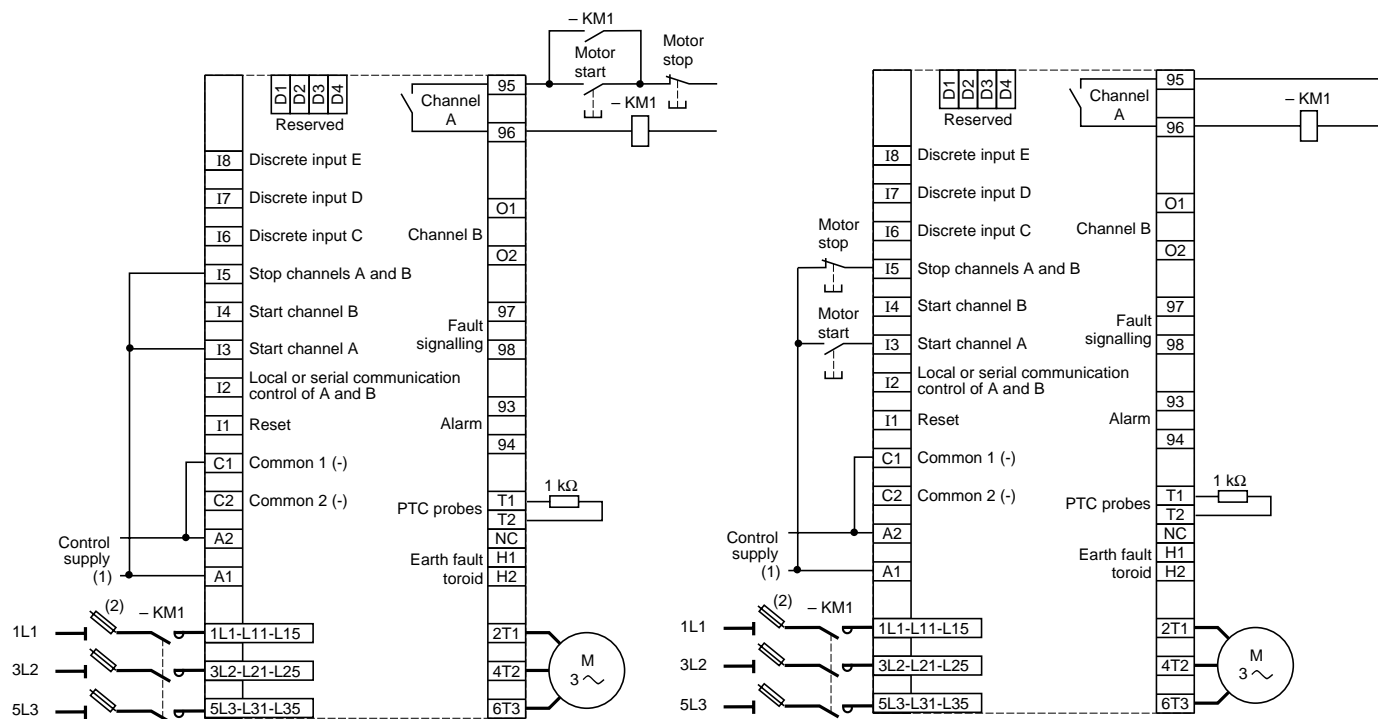 – KM1
Motor
start
Motor
stop
– KM1
D1
D2
D3
D4
Reserved
Channel
A
95
96
I8 Discrete input E
I7 Discrete input D
I6 Discrete input C
I5 Stop channels A and B
I4 Start channel B
I3 Start channel A
I2 Local or serial communication
control of A and B
I1 Reset
C1 Common 1 (-)
C2 Common 2 (-)
A2
A1
Control
supply
(1)
Channel B
O1
O2
Fault
signalling
97
98
Alarm
93
94
PTC probes
T1
T2
1 kΩ
NC
Earth fault
toroid
H1
H2
(2)
– KM1
1L1
1L1-L11-L15
3L2
3L2-L21-L25
5L3
5L3-L31-L35
2T1
4T2
6T3
M
3
D1
D2
D3
D4
Reserved
Channel
A
95
96
– KM1
I8 Discrete input E
I7 Discrete input D
I6 Discrete input C
Motor
stop
I5 Stop channels A and B
I4 Start channel B
Motor
start
I3 Start channel A
I2 Local or serial communication
control of A and B
I1 Reset
C1 Common 1 (-)
C2 Common 2 (-)
A2
A1
Control
supply
(1)
Channel B
O1
O2
Fault
signalling
97
98
Alarm
93
94
PTC probes
T1
T2
1 kΩ
NC
Earth fault
toroid
H1
H2
(2)
– KM1
1L1
1L1-L11-L15
3L2
3L2-L21-L25
5L3
5L3-L31-L35
2T1
4T2
6T3
M
3